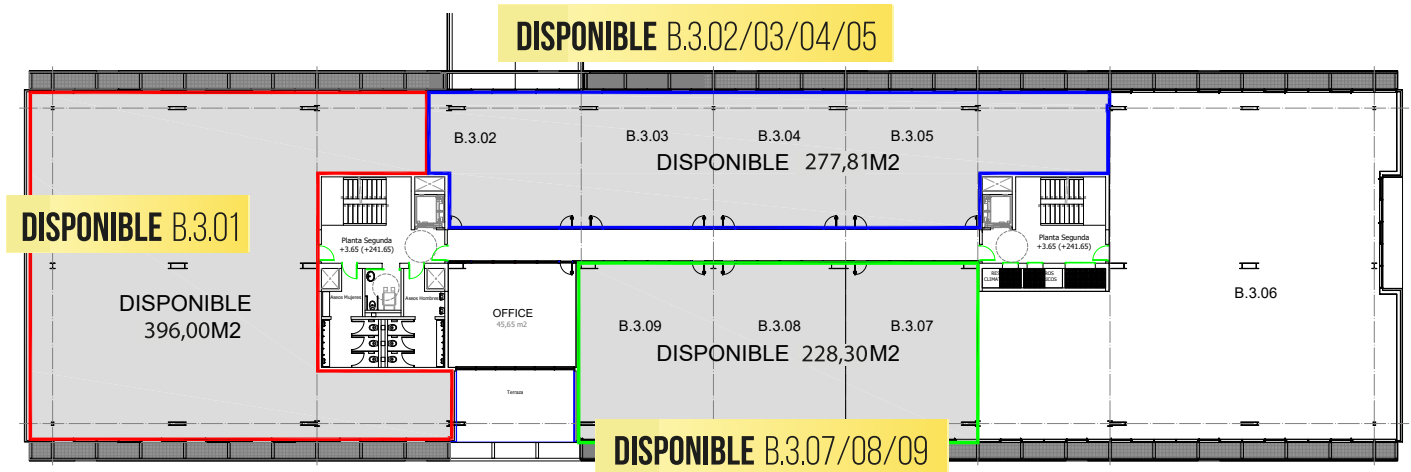 DISPONIBLE B.3.02/03/04/05
B.3.02
B.3.03
B.3.04
B.3.05
DISPONIBLE 277,81M2
DISPONIBLE B.3.01
Planta Segunda
+3.65 (+241.65)
Planta Segunda
+3.65 (+241.65)
DISPONIBLE
396,00M2
Aseos Mujeres
Aseos Hombres
OFFICE
45,65 m2
B.3.09
B.3.08
B.3.07
DISPONIBLE 228,30M2
B.3.06
Terraza
DISPONIBLE B.3.07/08/09